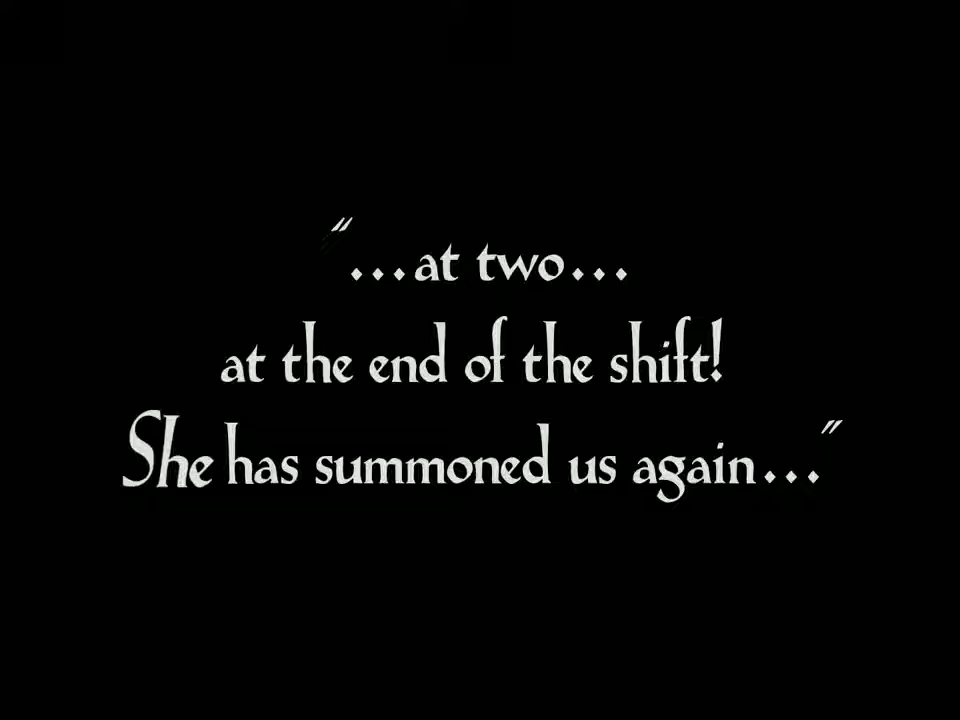 "...at two...
at the end of the shift!
She has summoned us again..."